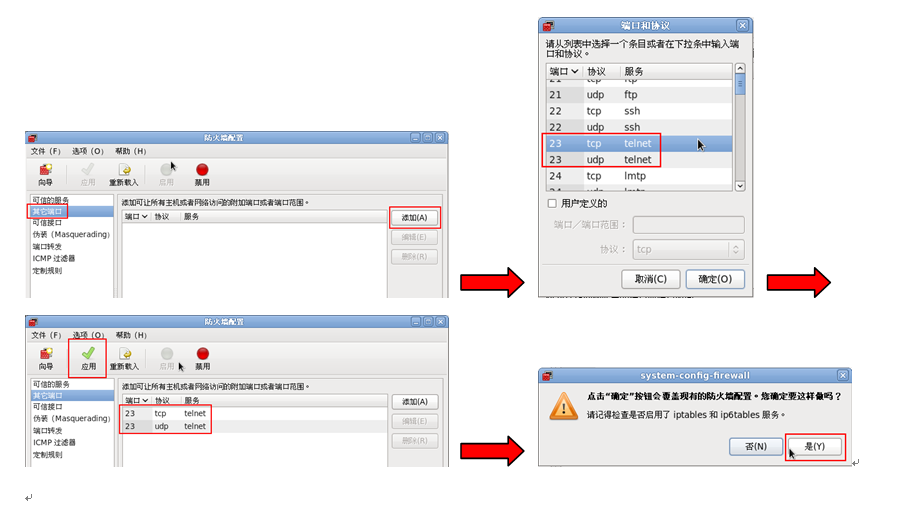 防火墙配置
文件（F） 选项（O） 帮助（H）
向导 应用 重新载入 启用 禁用
可信的服务
其它端口
可信接口
伪装（Masquerading）
端口转发
ICMP 过滤器
定制规则
添加可让所有主机或者网络访问的附加端口或者端口范围。
端口 协议 服务
添加(A)
编辑(E)
删除(R)
端口和协议
请从列表中选择一个条目或者在下拉条中输入端
口和协议。
端口 协议 服务
21 tcp ftp
21 udp ftp
22 tcp ssh
22 udp ssh
23 tcp telnet
23 udp telnet
24 tcp lmtp
24 udp lmtp
用户定义的
端口／端口范围：
协议： tcp
取消(C) 确定(O)
防火墙配置
文件（F） 选项（O） 帮助（H）
向导 应用 重新载入 启用 禁用
可信的服务
其它端口
可信接口
伪装（Masquerading）
端口转发
ICMP 过滤器
定制规则
添加可让所有主机或者网络访问的附加端口或者端口范围。
端口 协议 服务
23 tcp telnet
23 udp telnet
添加(A)
编辑(E)
删除(R)
system-config-firewall
点击“确定”按钮会覆盖现有的防火墙配置。您确定要这样做吗？
请记得检查是否启用了 iptables 和 ip6tables 服务。
否(N) 是(Y)